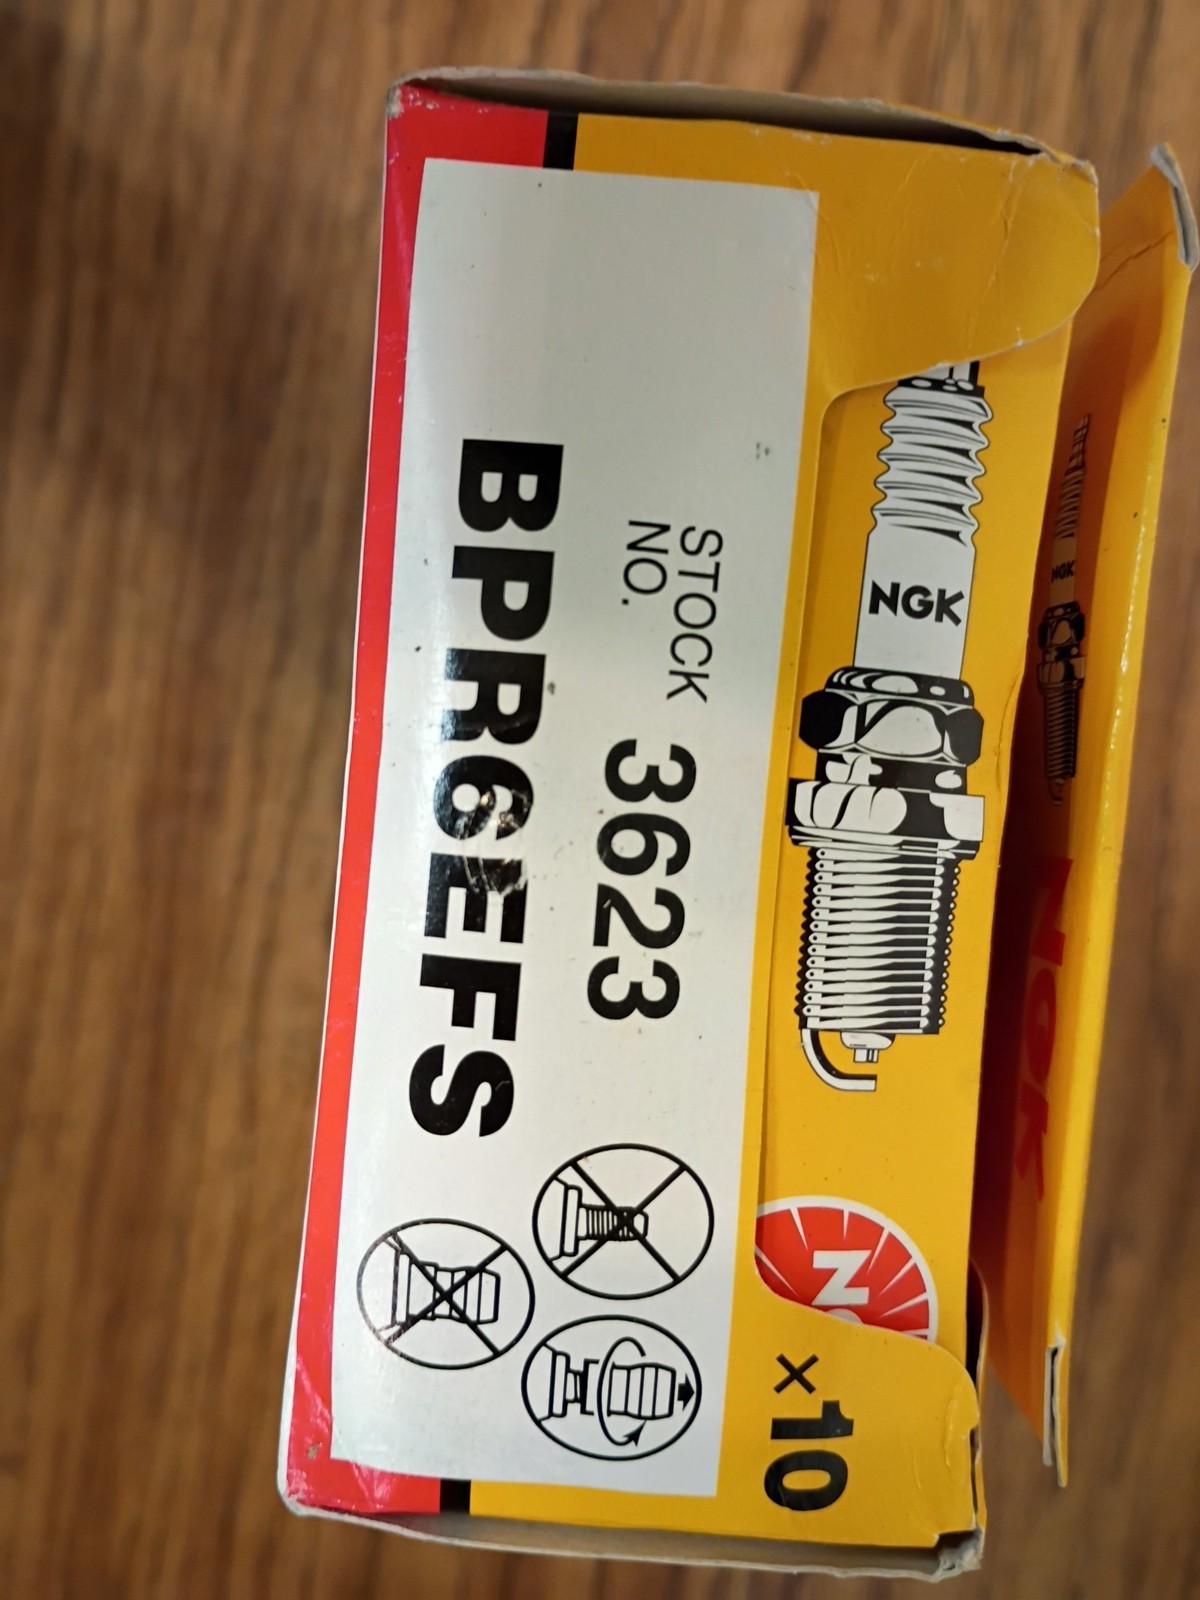 NGK
NGK
NGK
STOCK
NO.
3623
BPR6EFS
×10